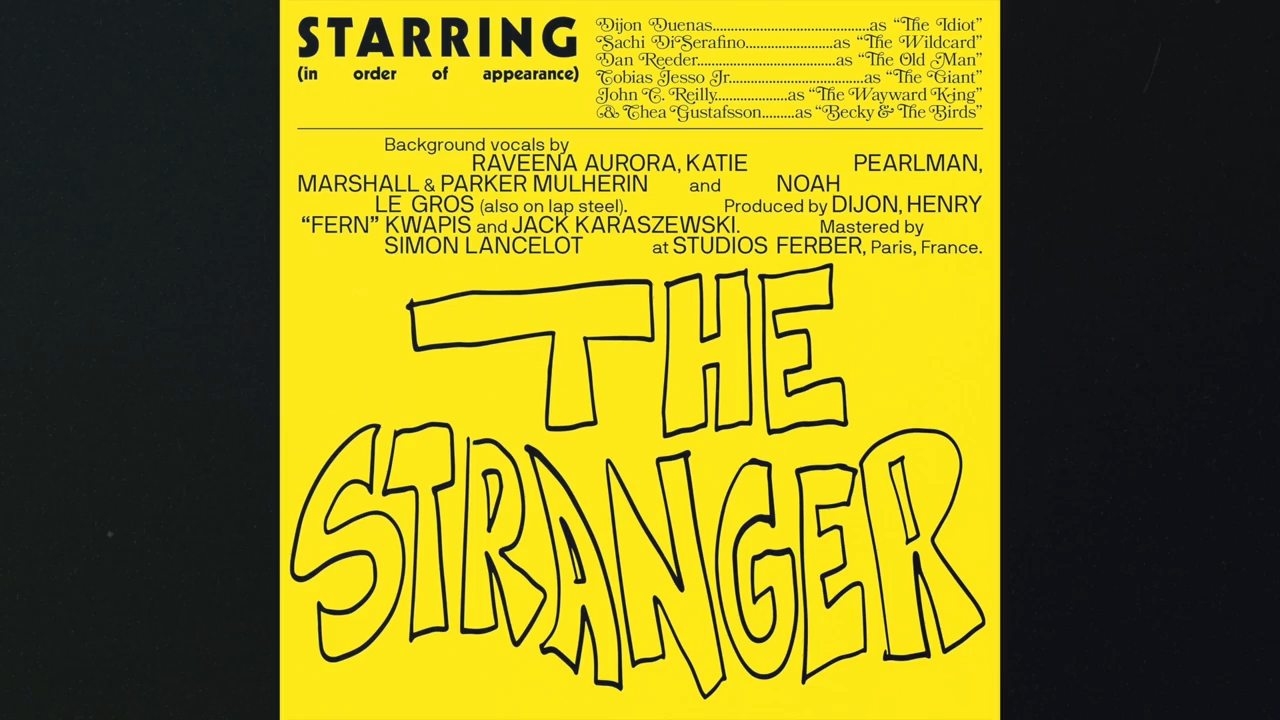 STARRING
(in order of appearance)
Dijon Duenas......................................as “The Idiot”
Sachi DiSerafino.....................as “The Wildcard”
Dan Reeder..................................as “The Old Man”
Tobias Jesso Jr.................................as “The Giant”
John C. Reilly.................as “The Wayward King”
& Thea Gustafsson........as “Becky & The Birds”
Background vocals by
RAVEENA AURORA, KATIE PEARLMAN,
MARSHALL & PARKER MULHERIN and NOAH
LE GROS (also on lap steel). Produced by DIJON, HENRY
“FERN” KWAPIS and JACK KARASZEWSKI. Mastered by
SIMON LANCELOT at STUDIOS FERBER, Paris, France.
THE
STRANGER